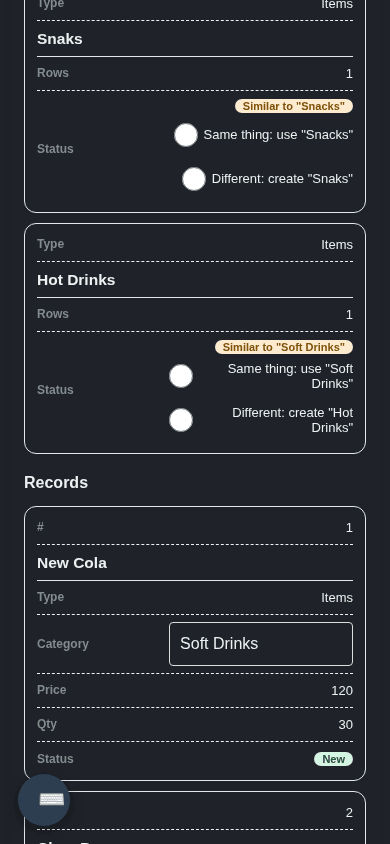 Type Items
Snaks
Rows 1
Similar to "Snacks"
Status
Same thing: use "Snacks"
Different: create "Snaks"
Type Items
Hot Drinks
Rows 1
Similar to "Soft Drinks"
Status
Same thing: use "Soft
Drinks"
Different: create "Hot
Drinks"
Records
# 1
New Cola
Type Items
Category Soft Drinks
Price 120
Qty 30
Status New
2